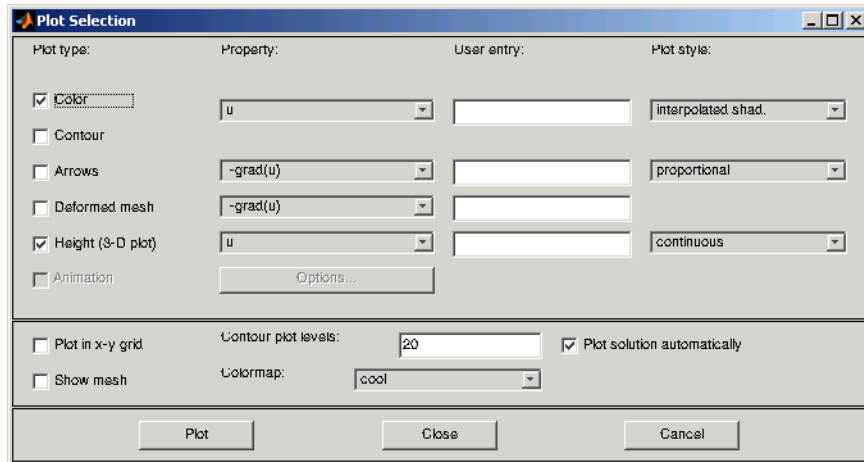 Plot Selection
Plot type: Property: User entry: Plot style:
Color u interpolated shad.
Contour
Arrows -grad(u) proportional
Deformed mesh -grad(u)
Height (3-D plot) u continuous
Animation Options...
Plot in x-y grid Contour plot levels: 20 Plot solution automatically
Show mesh Colormap: cool
Plot Close Cancel